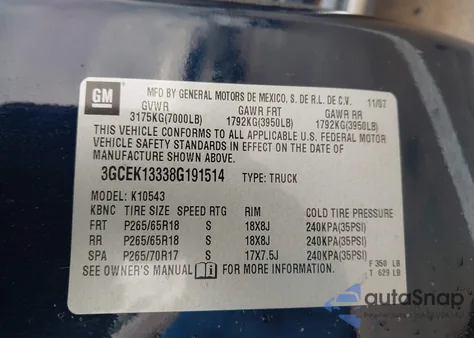 GM
MFD BY GENERAL MOTORS DE MEXICO, S. DE R.L. DE C.V. 11/07
GVWR GAWR FRT GAWR RR
3175KG(7000LB) 1792KG(3950LB) 1792KG(3950LB)
THIS VEHICLE CONFORMS TO ALL APPLICABLE U.S. FEDERAL MOTOR
VEHICLE SAFETY STANDARDS IN EFFECT ON THE DATE OF
MANUFACTURE SHOWN ABOVE.
3GCEK13338G191514 TYPE: TRUCK
MODEL: K10543
KBNC TIRE SIZE SPEED RTG RIM COLD TIRE PRESSURE
FRT P265/65R18 S 18X8J 240KPA(35PSI)
RR P265/65R18 S 18X8J 240KPA(35PSI)
SPA P265/70R17 S 17X7.5J 240KPA(35PSI)
SEE OWNER'S MANUAL FOR MORE INFORMATION.
F 350 LB
T 629 LB
autoSnap